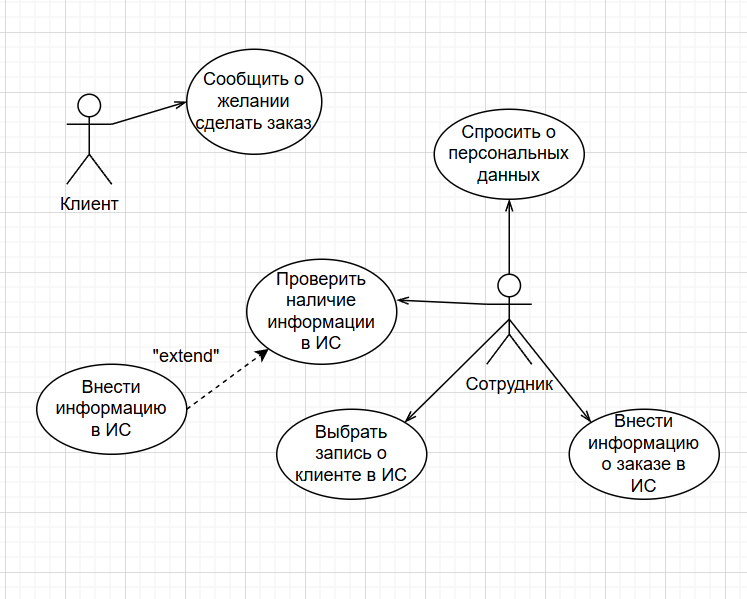 Сообщить о
желании
сделать заказ
Клиент
Спросить о
персональных
данных
Проверить
наличие
информации
в ИС
"extend"
Внести
информацию
в ИС
Сотрудник
Выбрать
запись о
клиенте в ИС
Внести
информацию
о заказе в
ИС